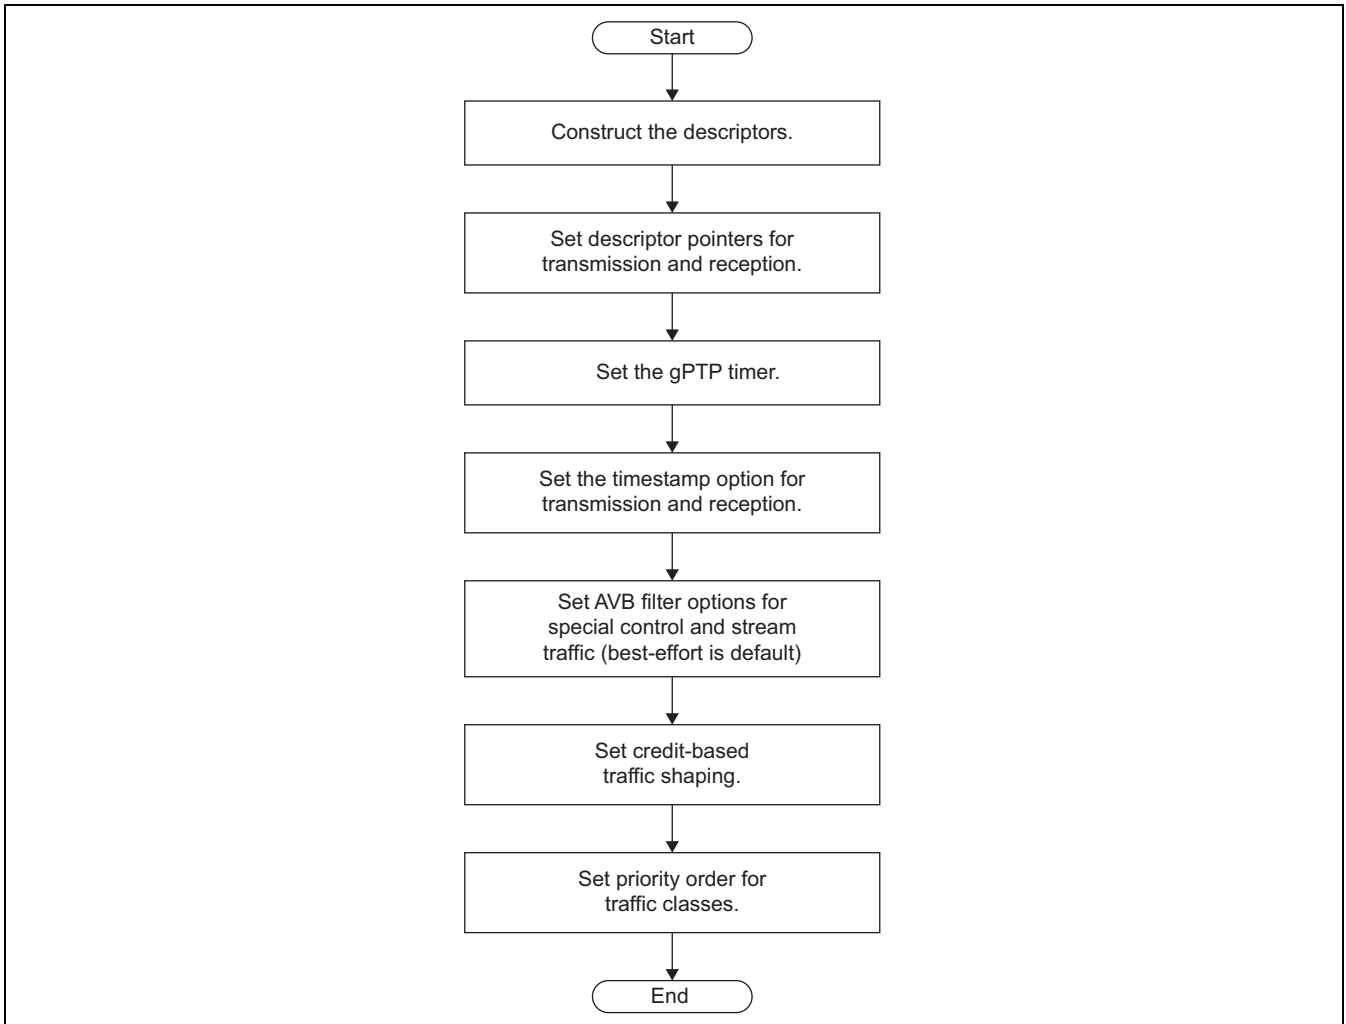 Start
Construct the descriptors.
Set descriptor pointers for
transmission and reception.
Set the gPTP timer.
Set the timestamp option for
transmission and reception.
Set AVB filter options for
special control and stream
traffic (best-effort is default)
Set credit-based
traffic shaping.
Set priority order for
traffic classes.
End